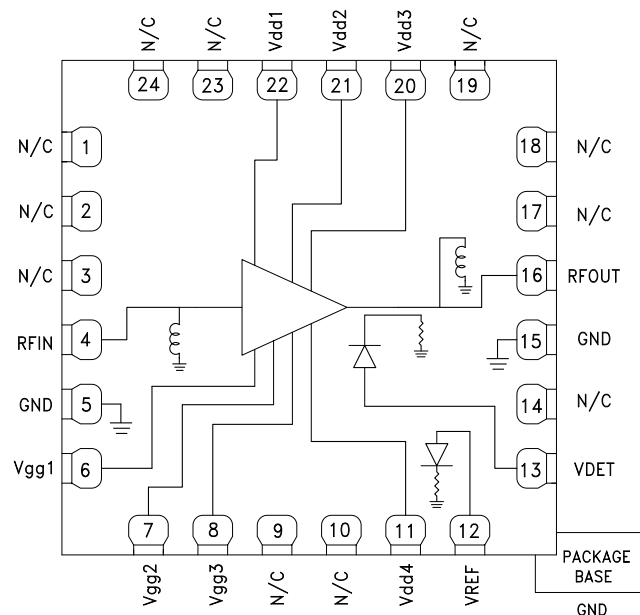 N/C
N/C
Vdd1
Vdd2
Vdd3
N/C
24
23
22
21
20
19
N/C 1
N/C 2
N/C 3
RFIN 4
GND 5
Vgg1 6
18 N/C
17 N/C
16 RFOUT
15 GND
14 N/C
13 VDET
7
8
9
10
11
12
Vgg2
Vgg3
N/C
N/C
Vdd4
VREF
PACKAGE
BASE
GND